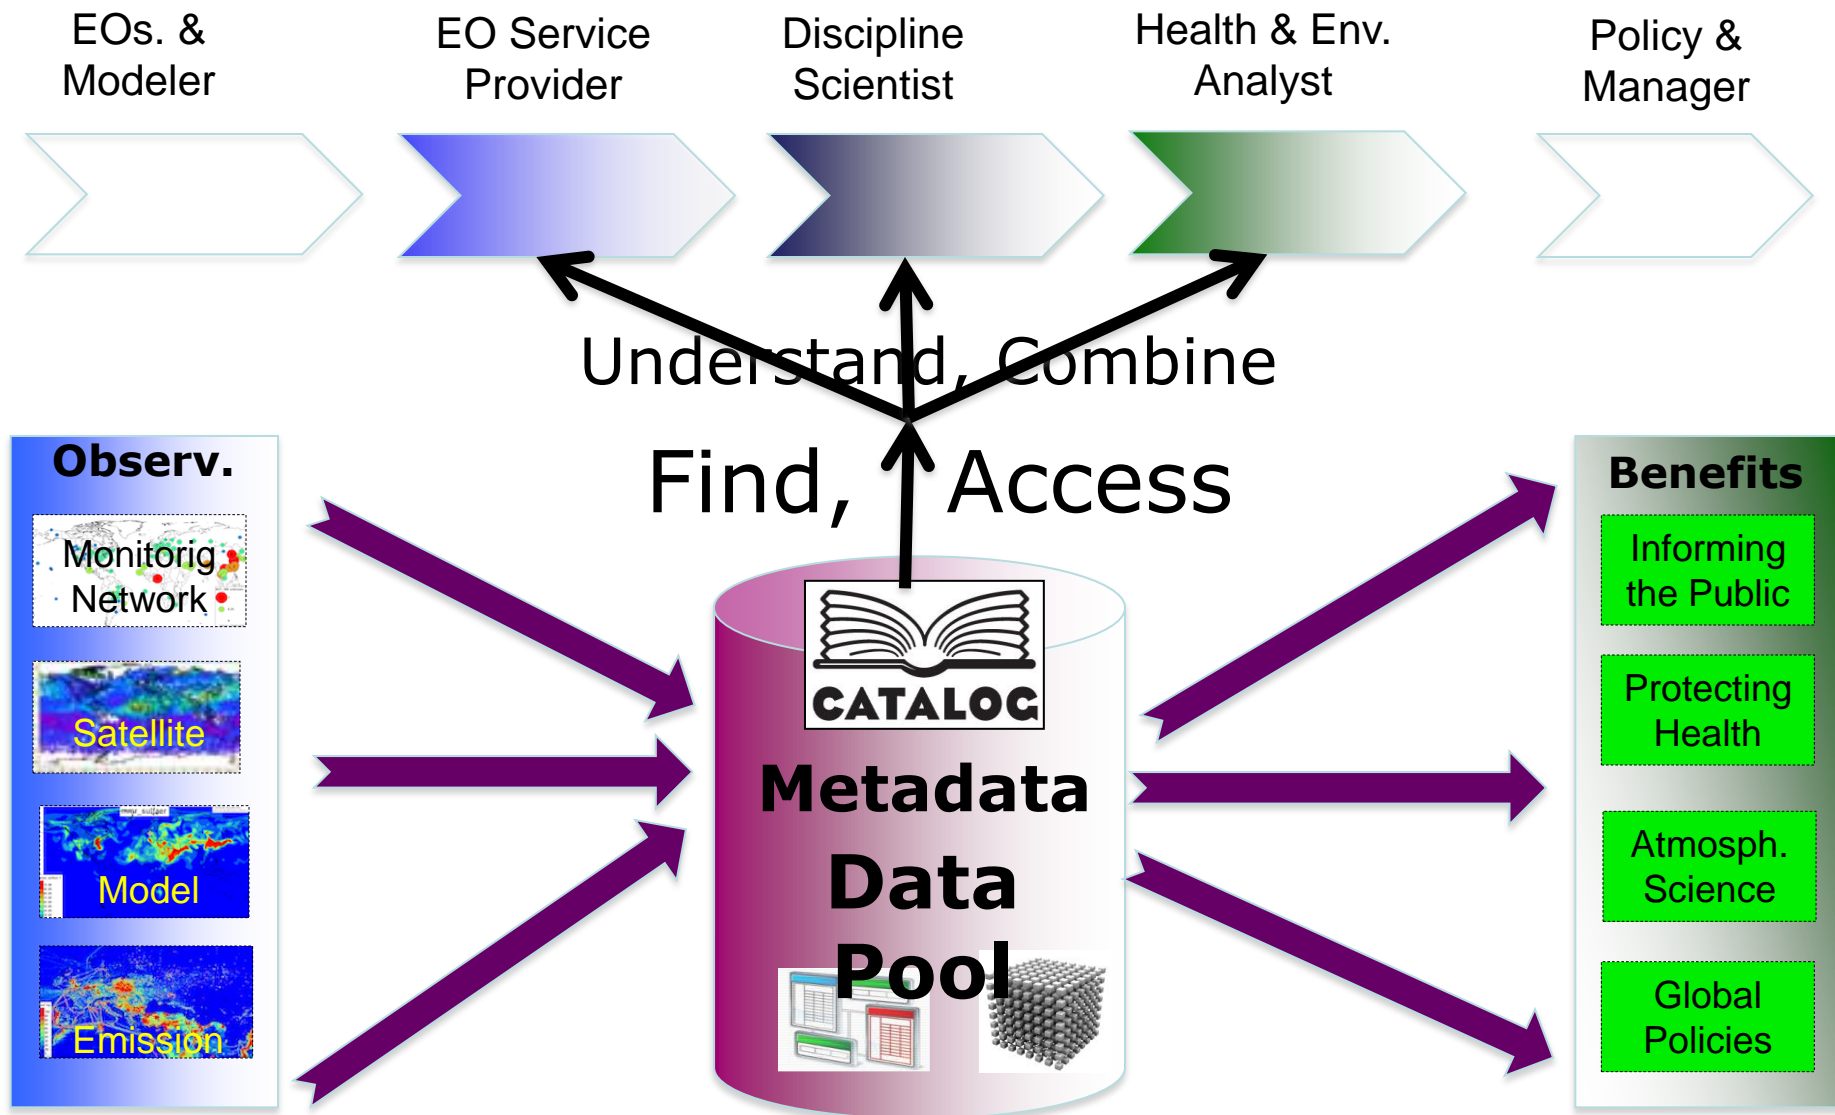 EOs. &
Modeler
EO Service
Provider
Discipline
Scientist
Health & Env.
Analyst
Policy &
Manager
Understand, Combine
Find, Access
Observ.
Monitorig
Network
Satellite
Model
Emission
CATALOG
Metadata
Data
Pool
Benefits
Informing
the Public
Protecting
Health
Atmosph.
Science
Global
Policies